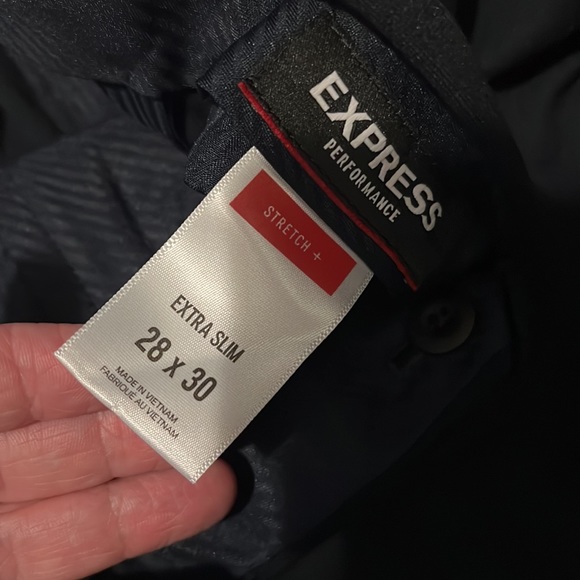 EXPRESS
PERFORMANCE
STRETCH +
EXTRA SLIM
28 X 30
MADE IN VIETNAM
FABRIQUÉ AU VIETNAM